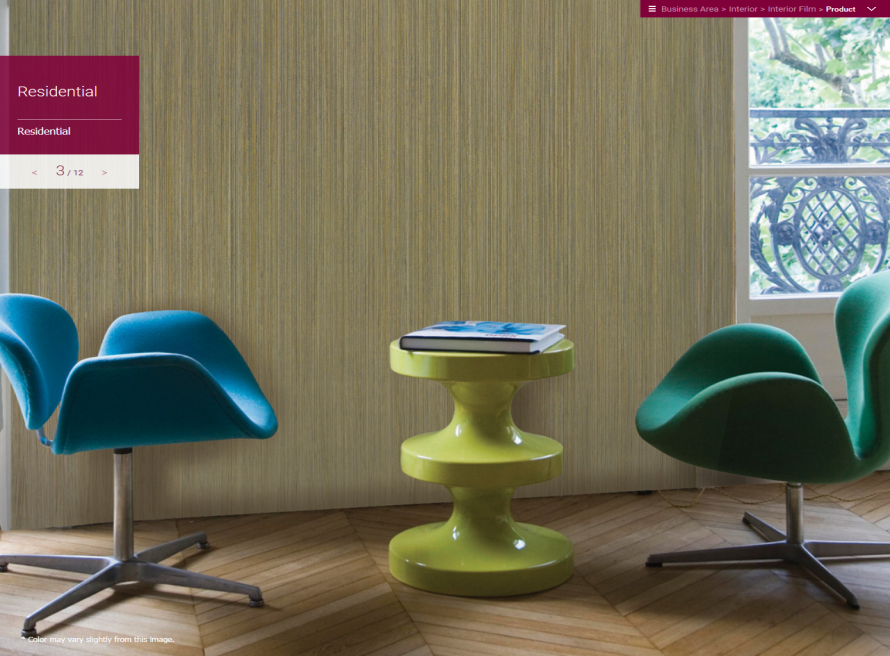 Business Area > Interior > Interior Film > Product
Residential
Residential
< 3 / 12 >
* Color may vary slightly from this image.